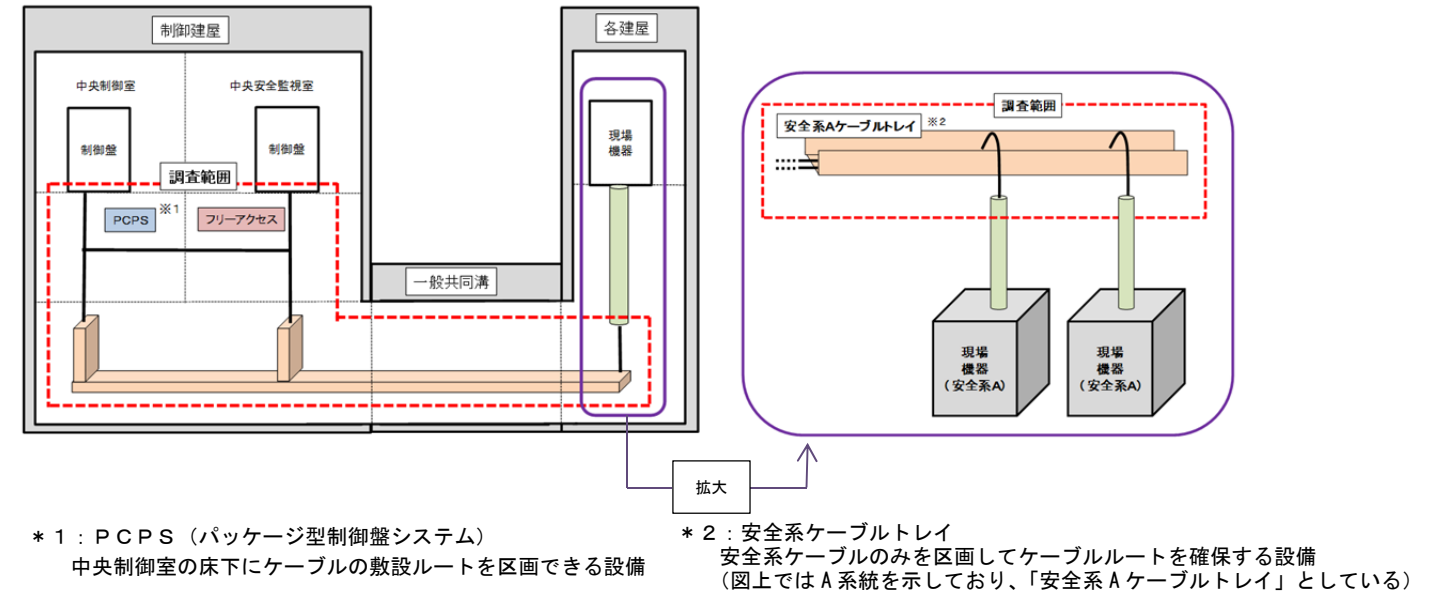 制御建屋
各建屋
中央制御室
中央安全監視室
制御盤
制御盤
現場
機器
調査範囲
PCPS ※1
フリーアクセス
一般共同溝
調査範囲
安全系Aケーブルトレイ ※2
現場
機器
(安全系A)
現場
機器
(安全系A)
拡大
*1:PCPS(パッケージ型制御盤システム)
中央制御室の床下にケーブルの敷設ルートを区画できる設備
*2:安全系ケーブルトレイ
安全系ケーブルのみを区画してケーブルルートを確保する設備
(図上ではA系統を示しており、「安全系Aケーブルトレイ」としている)